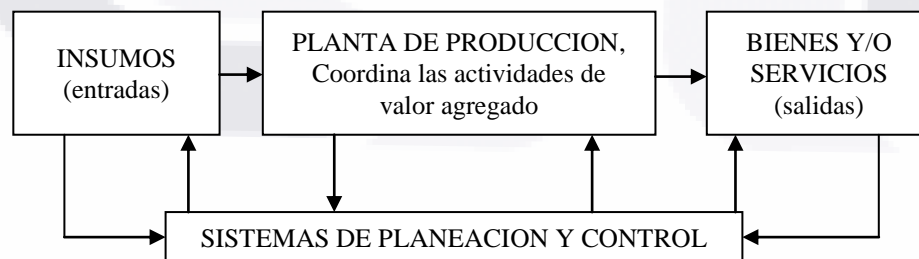 INSUMOS
(entradas)
PLANTA DE PRODUCCION,
Coordina las actividades de
valor agregado
BIENES Y/O
SERVICIOS
(salidas)
SISTEMAS DE PLANEACION Y CONTROL